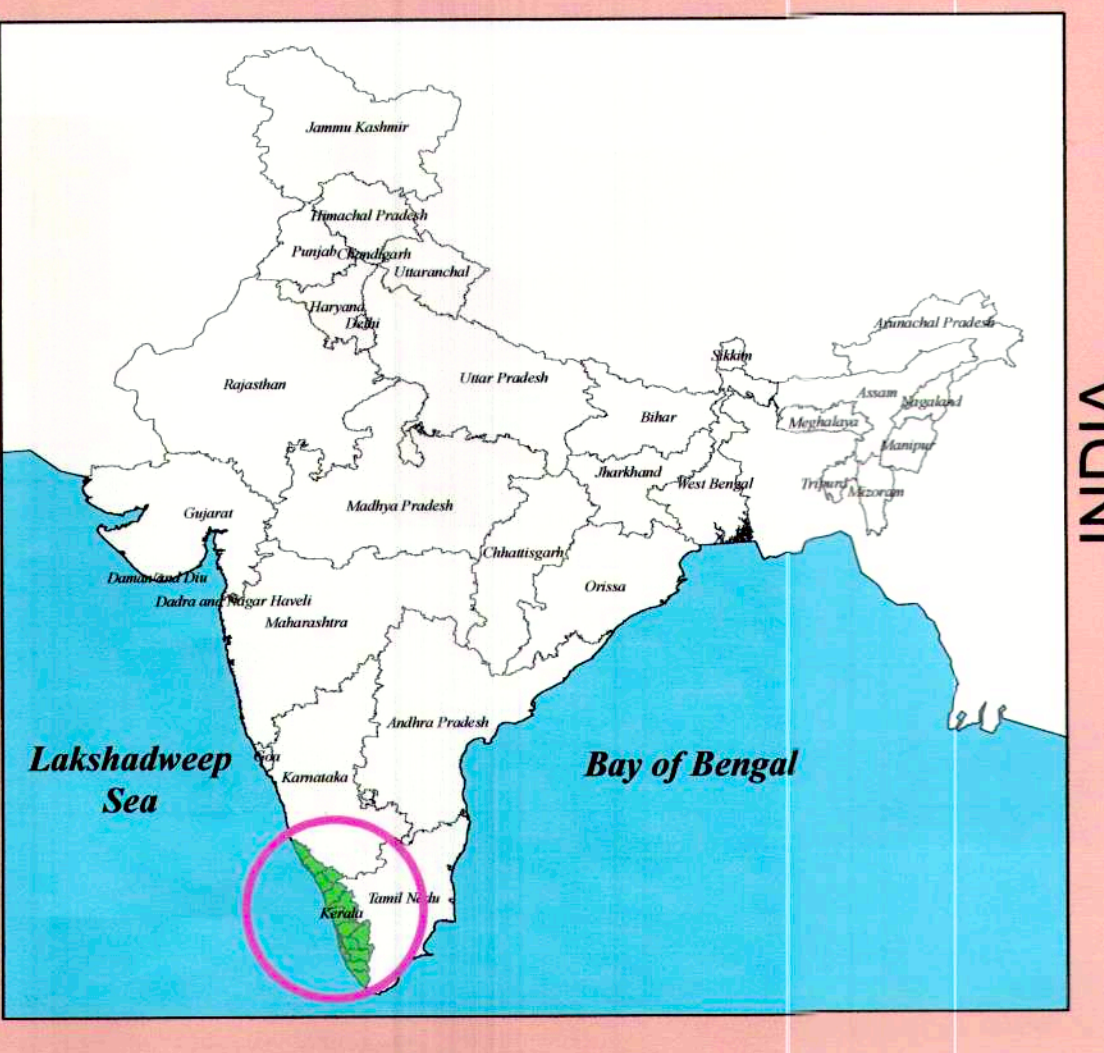 Jammu Kashmir
Himachal Pradesh
Punjab
Chandigarh
Uttaranchal
Haryana
Delhi
Rajasthan
Uttar Pradesh
Bihar
Sikkim
Arunachal Pradesh
Assam
Nagaland
Meghalaya
Manipur
Tripura
Mizoram
Jharkhand
West Bengal
Gujarat
Madhya Pradesh
Chhattisgarh
Orissa
Daman and Diu
Dadra and Nagar Haveli
Maharashtra
Andhra Pradesh
Goa
Karnataka
Lakshadweep
Sea
Bay of Bengal
Tamil Nadu
Kerala
INDIA